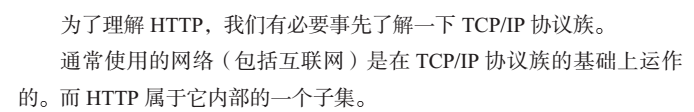 为了理解 HTTP，我们有必要事先了解一下 TCP/IP 协议族。
通常使用的网络（包括互联网）是在 TCP/IP 协议族的基础上运作
的。而 HTTP 属于它内部的一个子集。